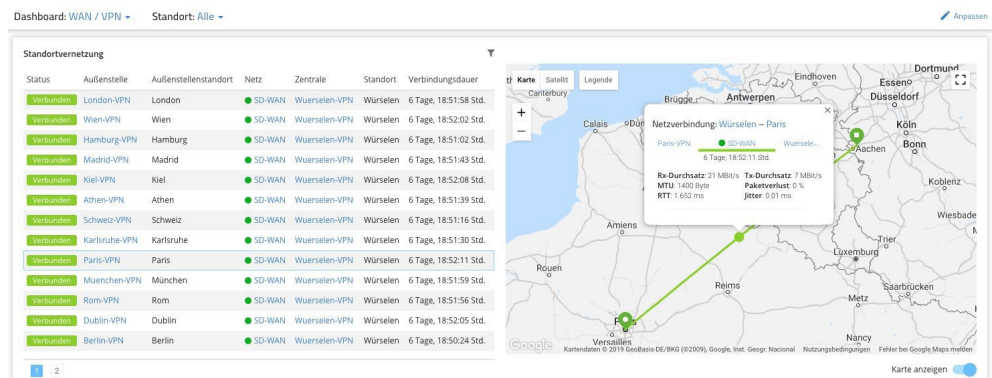 Dashboard: WAN / VPN Standort: Alle Anpassen
Standortvernetzung
Status Außenstelle Außenstellenstandort Netz Zentrale Standort Verbindungsdauer
Verbunden London-VPN London SD-WAN Wuerselen-VPN Würselen 6 Tage, 18:51:58 Std.
Verbunden Wien-VPN Wien SD-WAN Wuerselen-VPN Würselen 6 Tage, 18:52:02 Std.
Verbunden Hamburg-VPN Hamburg SD-WAN Wuerselen-VPN Würselen 6 Tage, 18:51:02 Std.
Verbunden Madrid-VPN Madrid SD-WAN Wuerselen-VPN Würselen 6 Tage, 18:51:43 Std.
Verbunden Kiel-VPN Kiel SD-WAN Wuerselen-VPN Würselen 6 Tage, 18:52:08 Std.
Verbunden Athen-VPN Athen SD-WAN Wuerselen-VPN Würselen 6 Tage, 18:51:39 Std.
Verbunden Schweiz-VPN Schweiz SD-WAN Wuerselen-VPN Würselen 6 Tage, 18:51:16 Std.
Verbunden Karlsruhe-VPN Karlsruhe SD-WAN Wuerselen-VPN Würselen 6 Tage, 18:51:30 Std.
Verbunden Paris-VPN Paris SD-WAN Wuerselen-VPN Würselen 6 Tage, 18:52:11 Std.
Verbunden Muenchen-VPN München SD-WAN Wuerselen-VPN Würselen 6 Tage, 18:51:59 Std.
Verbunden Rom-VPN Rom SD-WAN Wuerselen-VPN Würselen 6 Tage, 18:51:56 Std.
Verbunden Dublin-VPN Dublin SD-WAN Wuerselen-VPN Würselen 6 Tage, 18:52:05 Std.
Verbunden Berlin-VPN Berlin SD-WAN Wuerselen-VPN Würselen 6 Tage, 18:50:24 Std.
1 2
Karte Satellit Legende
Canterbury
Calais
Brügge
Antwerpen
Eindhoven
Dortmund
Essen
Düsseldorf
Köln
Bonn
Aachen
Koblenz
Netzverbindung: Würselen – Paris
Paris-VPN SD-WAN Wuersele...
6 Tage, 18:52:11 Std.
Rx-Durchsatz: 21 MBit/s Tx-Durchsatz: 7 MBit/s
MTU: 1400 Byte Paketverlust: 0 %
RTT: 1.652 ms Jitter: 0.01 ms
Wiesbade
Amiens
Trier
Luxemburg
Rouen
Reims
Saarbrücken
Metz
Versailles
Nancy
Google
Kartendaten © 2019 GeoBasis-DE/BKG (©2009), Google, Inst. Geogr. Nacional Nutzungsbedingungen Fehler bei Google Maps melden
Karte anzeigen